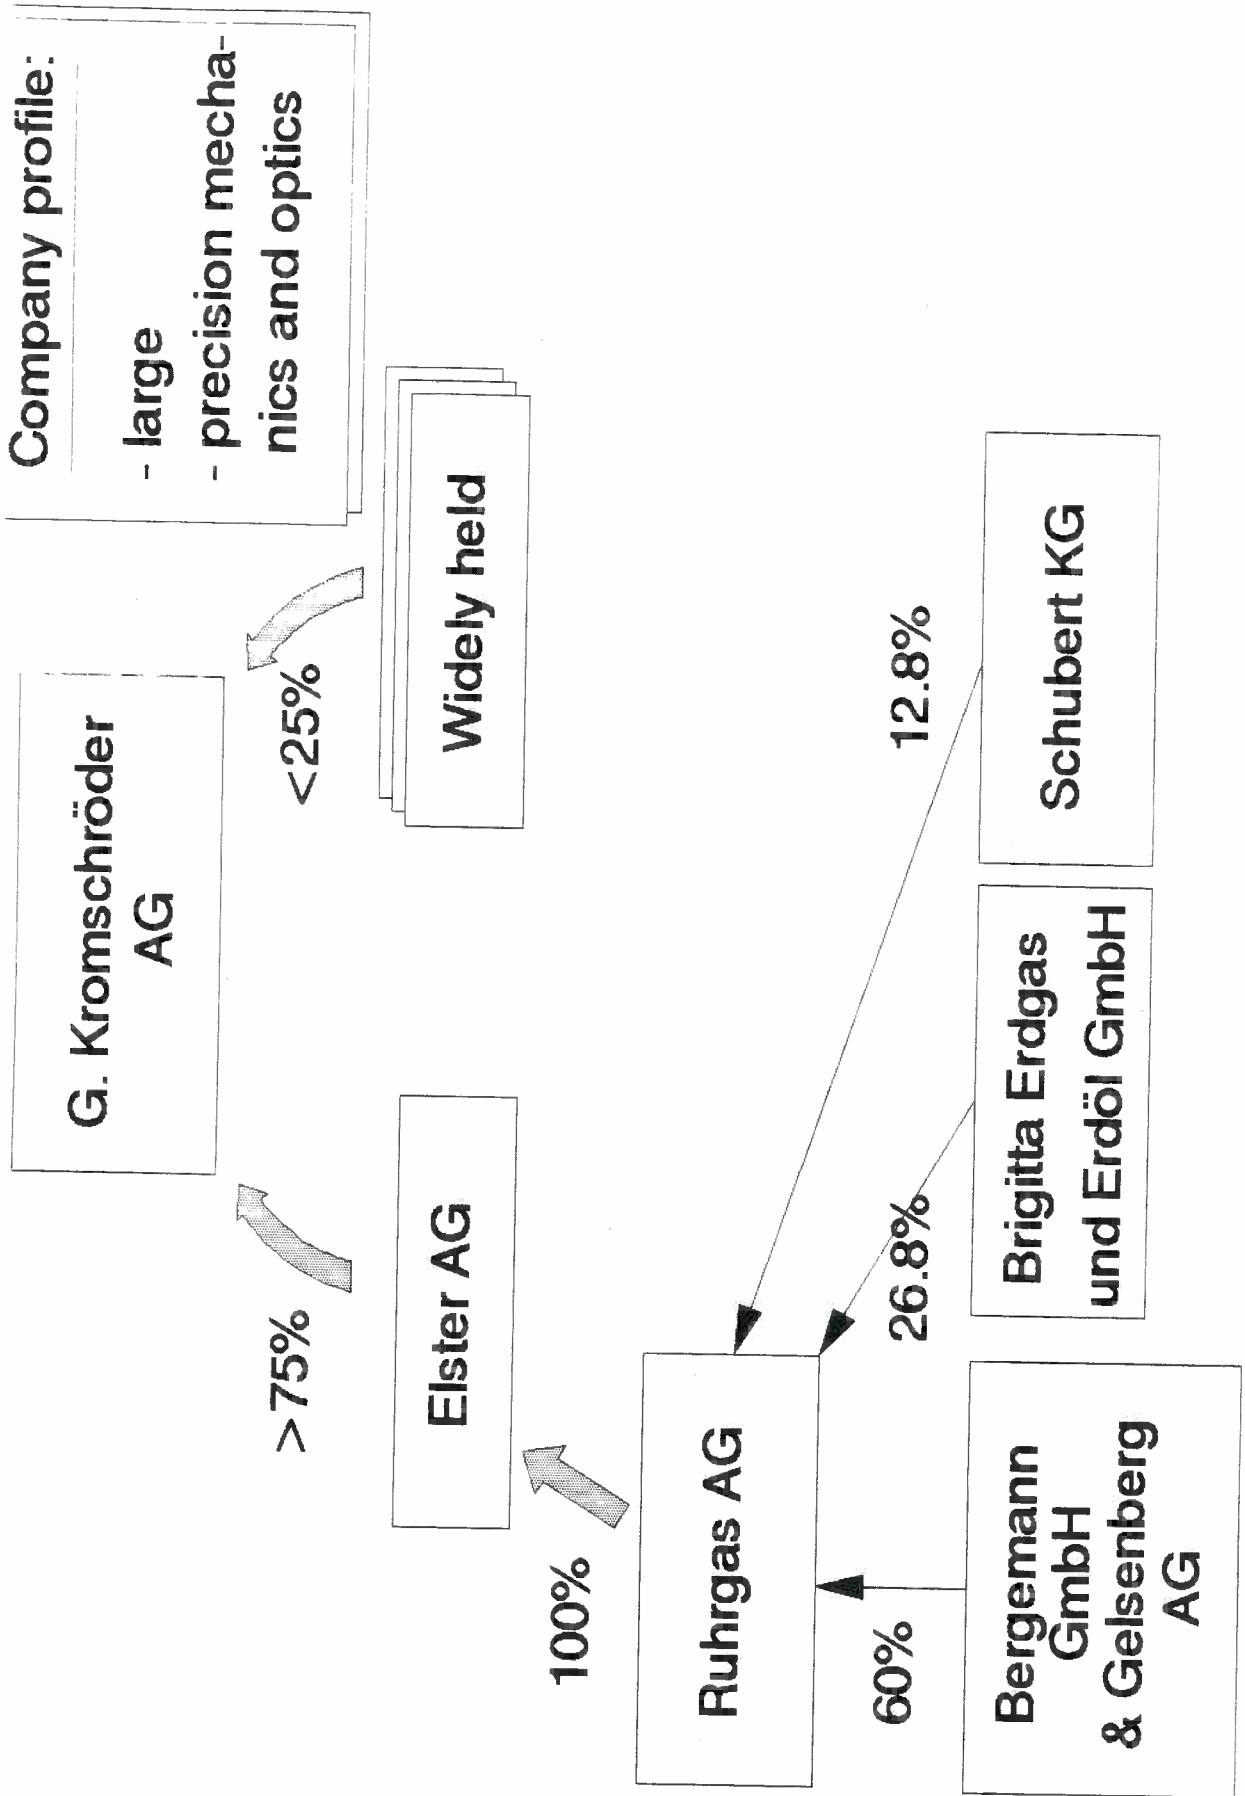 Company profile:
- large
- precision mecha-
nics and optics
G. Kromschröder
AG
>75%
<25%
Elster AG
Widely held
100%
Ruhrgas AG
60%
26.8%
12.8%
Bergemann
GmbH
& Gelsenberg
AG
Brigitta Erdgas
und Erdöl GmbH
Schubert KG